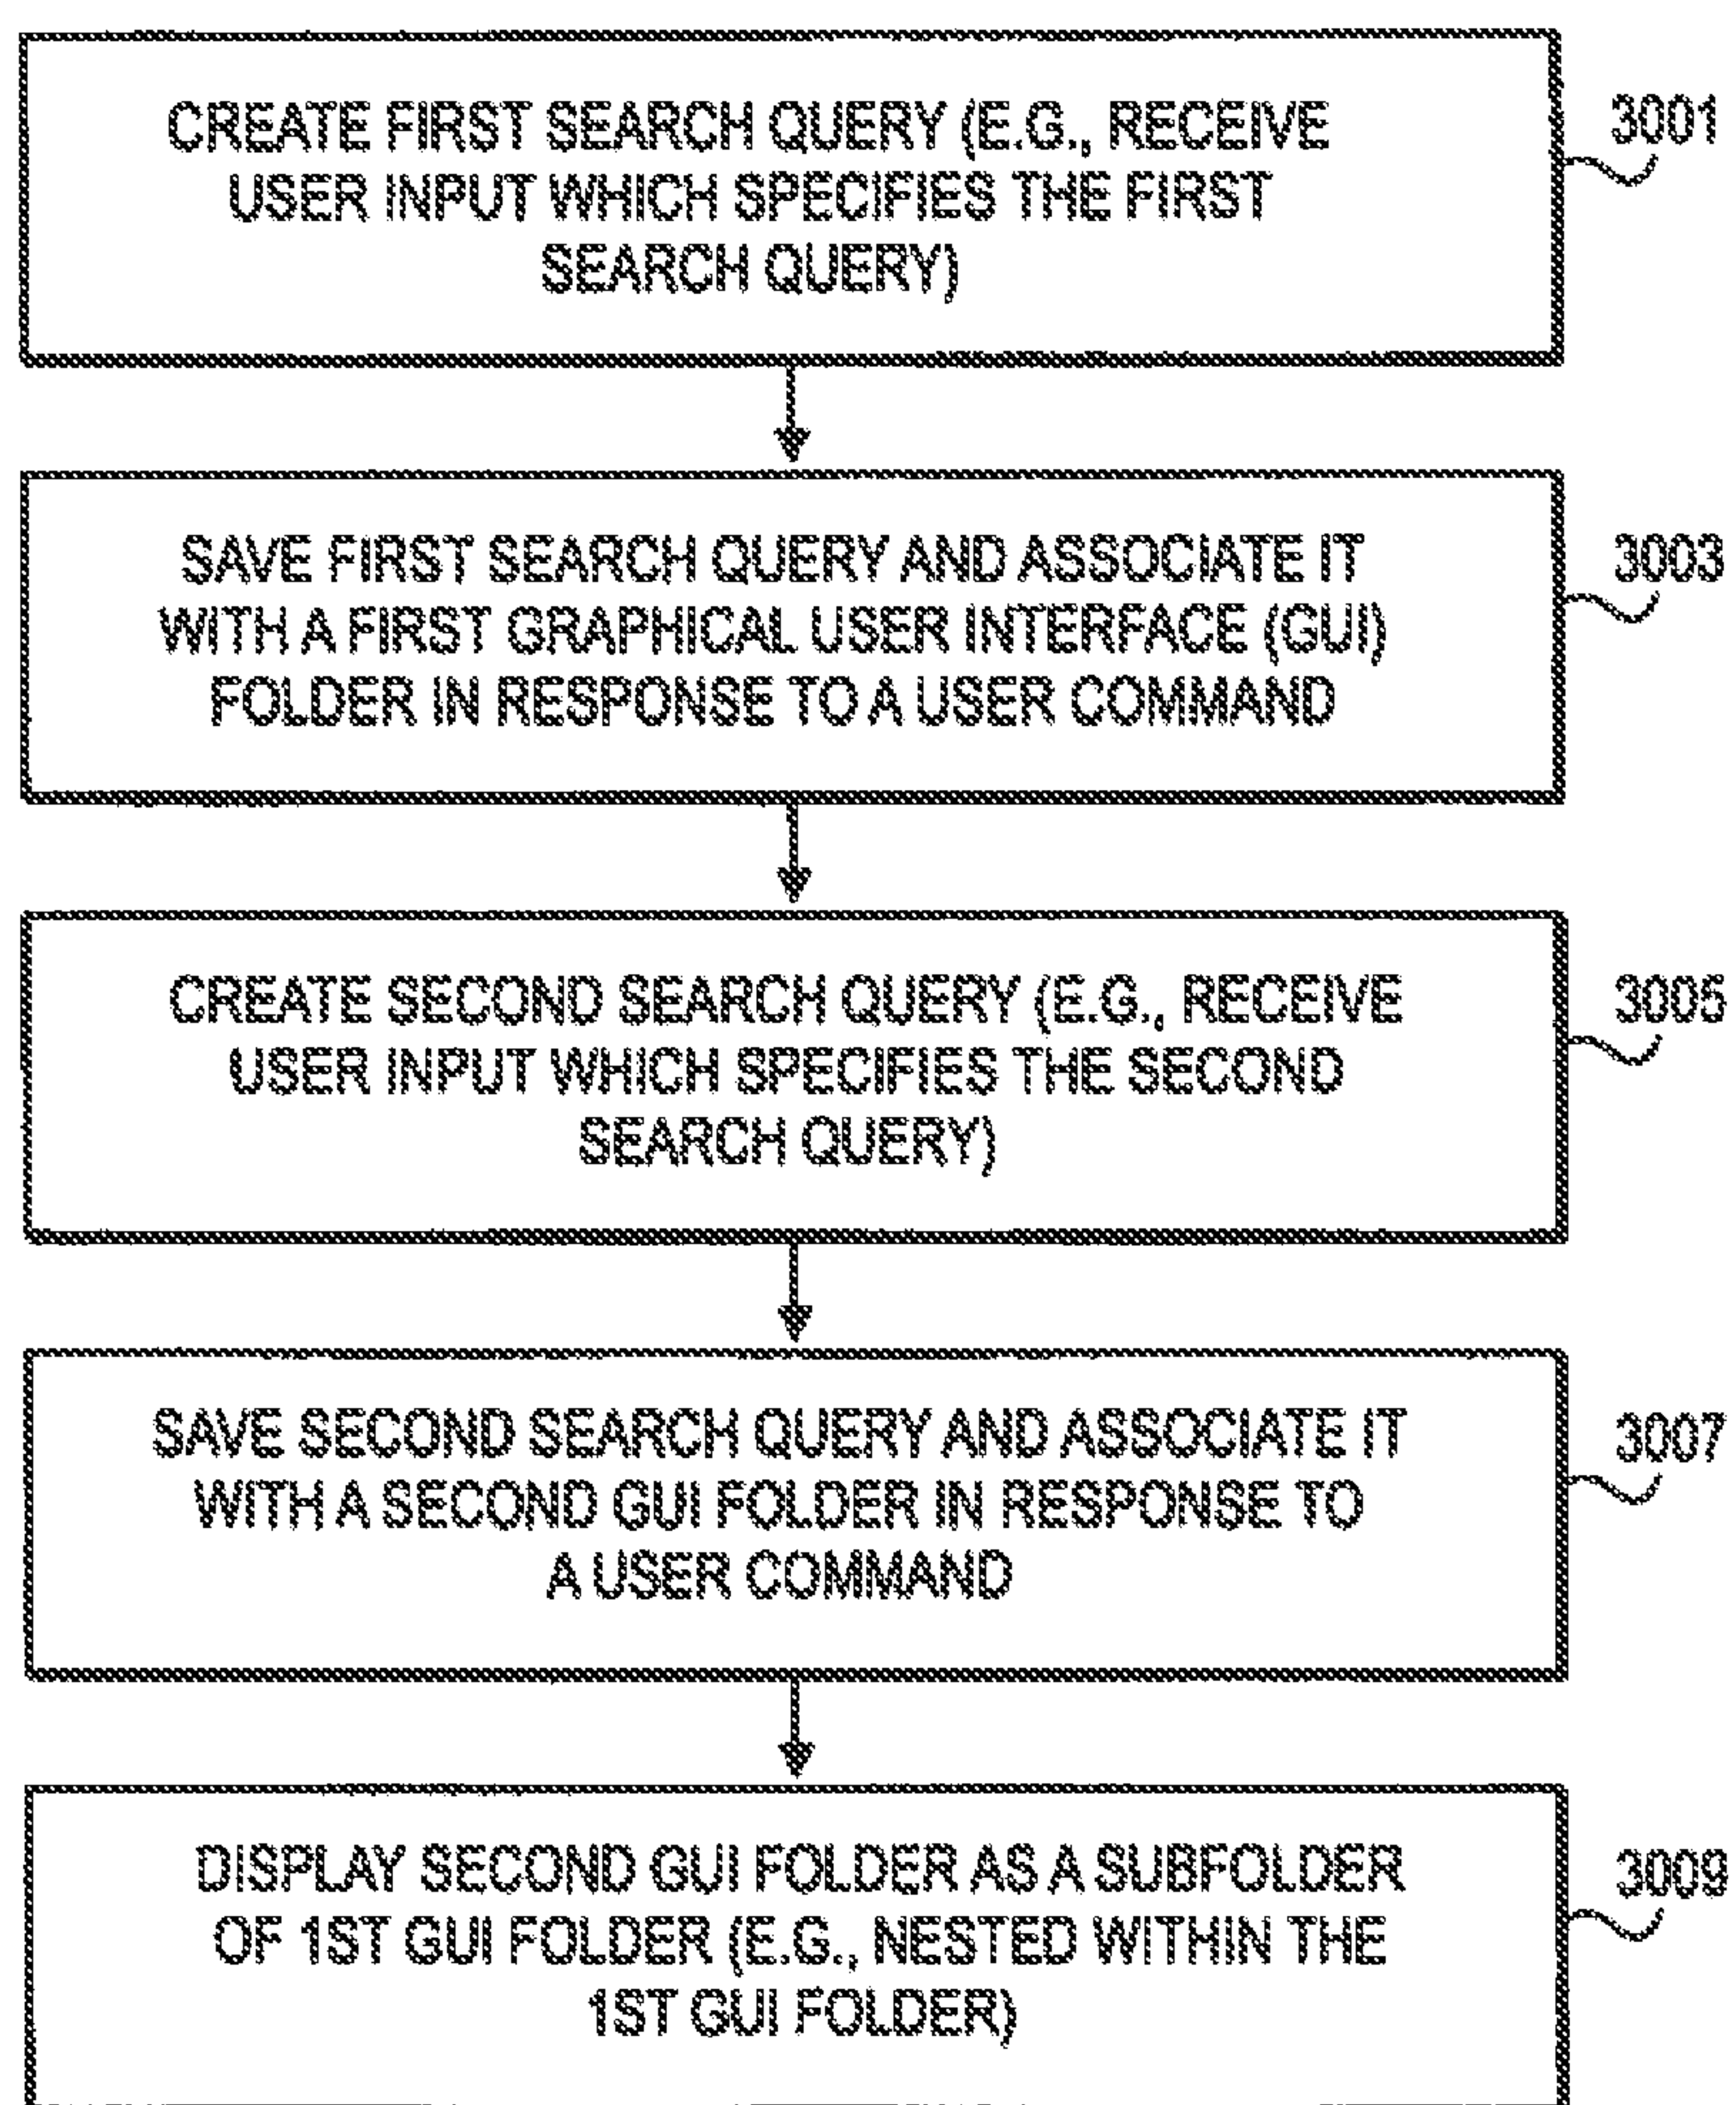 CREATE FIRST SEARCH QUERY (E.G., RECEIVE
USER INPUT WHICH SPECIFIES THE FIRST
SEARCH QUERY)
3001
SAVE FIRST SEARCH QUERY AND ASSOCIATE IT
WITH A FIRST GRAPHICAL USER INTERFACE (GUI)
FOLDER IN RESPONSE TO A USER COMMAND
3003
CREATE SECOND SEARCH QUERY (E.G., RECEIVE
USER INPUT WHICH SPECIFIES THE SECOND
SEARCH QUERY)
3005
SAVE SECOND SEARCH QUERY AND ASSOCIATE IT
WITH A SECOND GUI FOLDER IN RESPONSE TO
A USER COMMAND
3007
DISPLAY SECOND GUI FOLDER AS A SUBFOLDER
OF 1ST GUI FOLDER (E.G., NESTED WITHIN THE
1ST GUI FOLDER)
3009